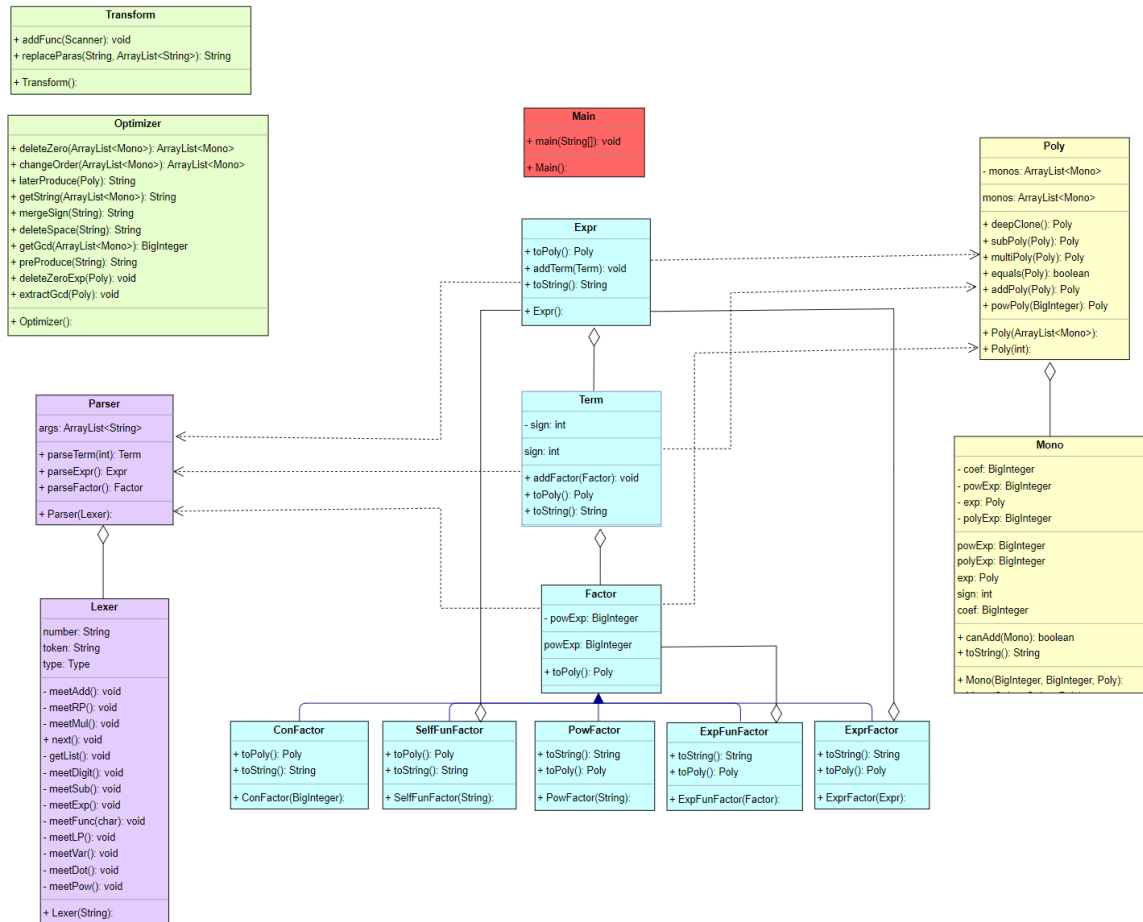 Transform
+ addFunc(Scanner): void
+ replaceParas(String, ArrayList<String>): String
+ Transform():
Optimizer
+ deleteZero(ArrayList<Mono>): ArrayList<Mono>
+ changeOrder(ArrayList<Mono>): ArrayList<Mono>
+ laterProduce(Poly): String
+ getString(ArrayList<Mono>): String
+ mergeSign(String): String
+ deleteSpace(String): String
+ getGcd(ArrayList<Mono>): BigInteger
+ preProduce(String): String
+ deleteZeroExp(Poly): void
+ extractGcd(Poly): void
+ Optimizer():
Main
+ main(String[]): void
+ Main():
Poly
- monos: ArrayList<Mono>
monos: ArrayList<Mono>
+ deepClone(): Poly
+ subPoly(Poly): Poly
+ multiPoly(Poly): Poly
+ equals(Poly): boolean
+ addPoly(Poly): Poly
+ powPoly(BigInteger): Poly
+ Poly(ArrayList<Mono>):
+ Poly(int):
Expr
+ toPoly(): Poly
+ addTerm(Term): void
+ toString(): String
+ Expr():
Parser
args: ArrayList<String>
+ parseTerm(int): Term
+ parseExpr(): Expr
+ parseFactor(): Factor
+ Parser(Lexer):
Term
- sign: int
sign: int
+ addFactor(Factor): void
+ toPoly(): Poly
+ toString(): String
Mono
- coef: BigInteger
- powExp: BigInteger
- exp: Poly
- polyExp: BigInteger
powExp: BigInteger
polyExp: BigInteger
exp: Poly
sign: int
coef: BigInteger
+ canAdd(Mono): boolean
+ toString(): String
+ Mono(BigInteger, BigInteger, Poly):
Lexer
number: String
token: String
type: Type
- meetAdd(): void
- meetRP(): void
- meetMul(): void
+ next(): void
- getList(): void
- meetDigit(): void
- meetSub(): void
- meetExp(): void
- meetFunc(char): void
- meetLP(): void
- meetVar(): void
- meetDot(): void
- meetPow(): void
+ Lexer(String):
Factor
- powExp: BigInteger
powExp: BigInteger
+ toPoly(): Poly
ConFactor
+ toPoly(): Poly
+ toString(): String
+ ConFactor(BigInteger):
SelfFunFactor
+ toPoly(): Poly
+ toString(): String
+ SelfFunFactor(String):
PowFactor
+ toString(): String
+ toPoly(): Poly
+ PowFactor(String):
ExpFunFactor
+ toString(): String
+ toPoly(): Poly
+ ExpFunFactor(Factor):
ExprFactor
+ toString(): String
+ toPoly(): Poly
+ ExprFactor(Expr):